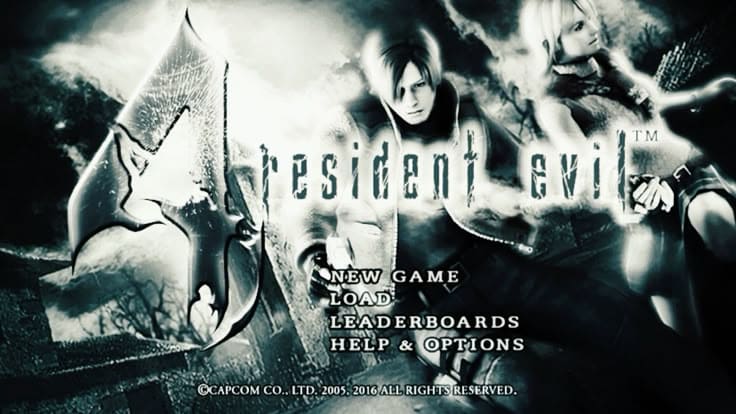 4 resident evil™
NEW GAME
LOAD
LEADERBOARDS
HELP & OPTIONS
©CAPCOM CO., LTD. 2005, 2016 ALL RIGHTS RESERVED.